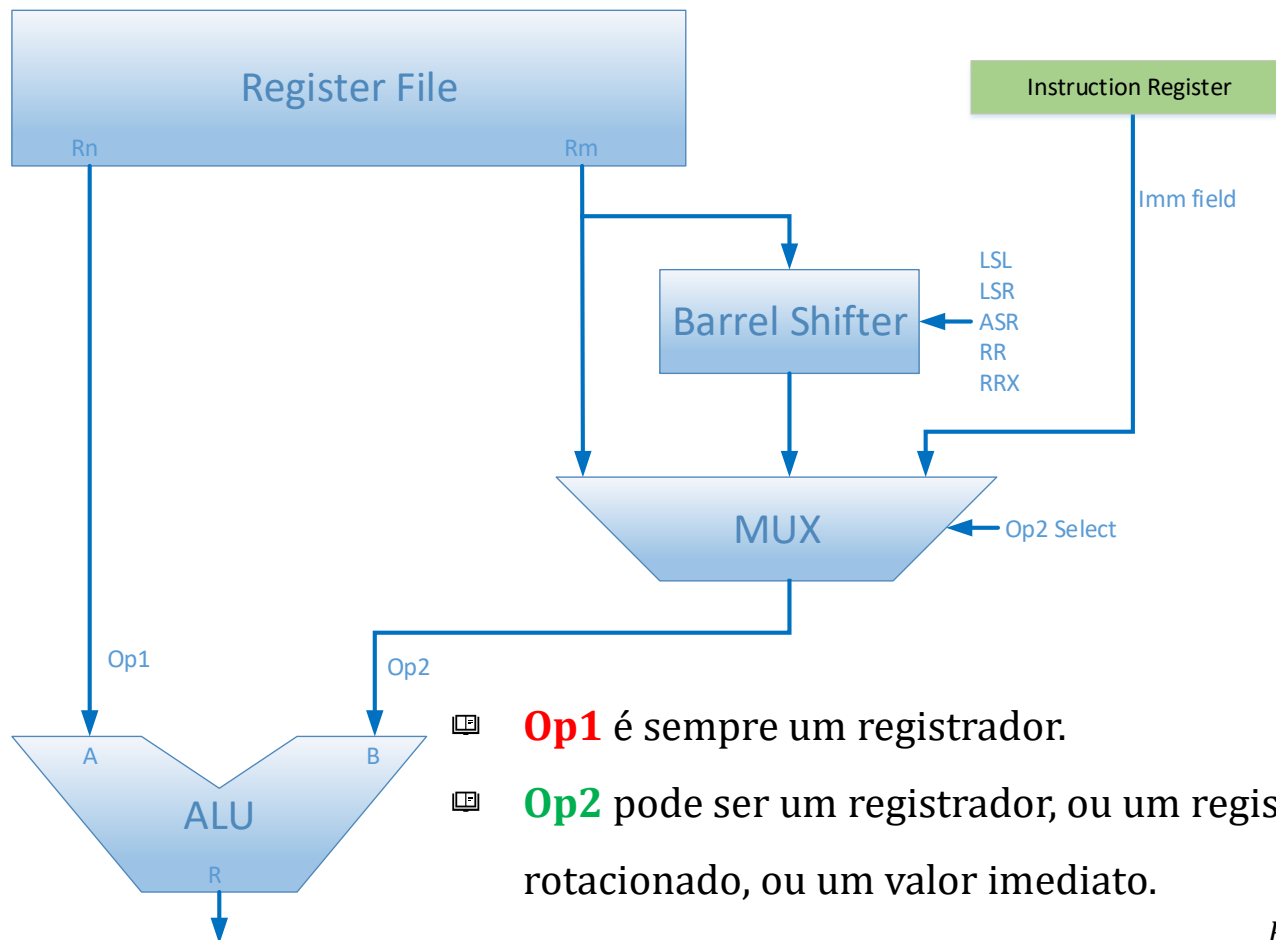 Register File
Instruction Register
Rn
Rm
Imm field
LSL
LSR
ASR
RR
RRX
Barrel Shifter
MUX
Op2 Select
Op1
Op2
Op1 é sempre um registrador.
A
B
ALU
Op2 pode ser um registrador, ou um regis
R
rotacionado, ou um valor imediato.